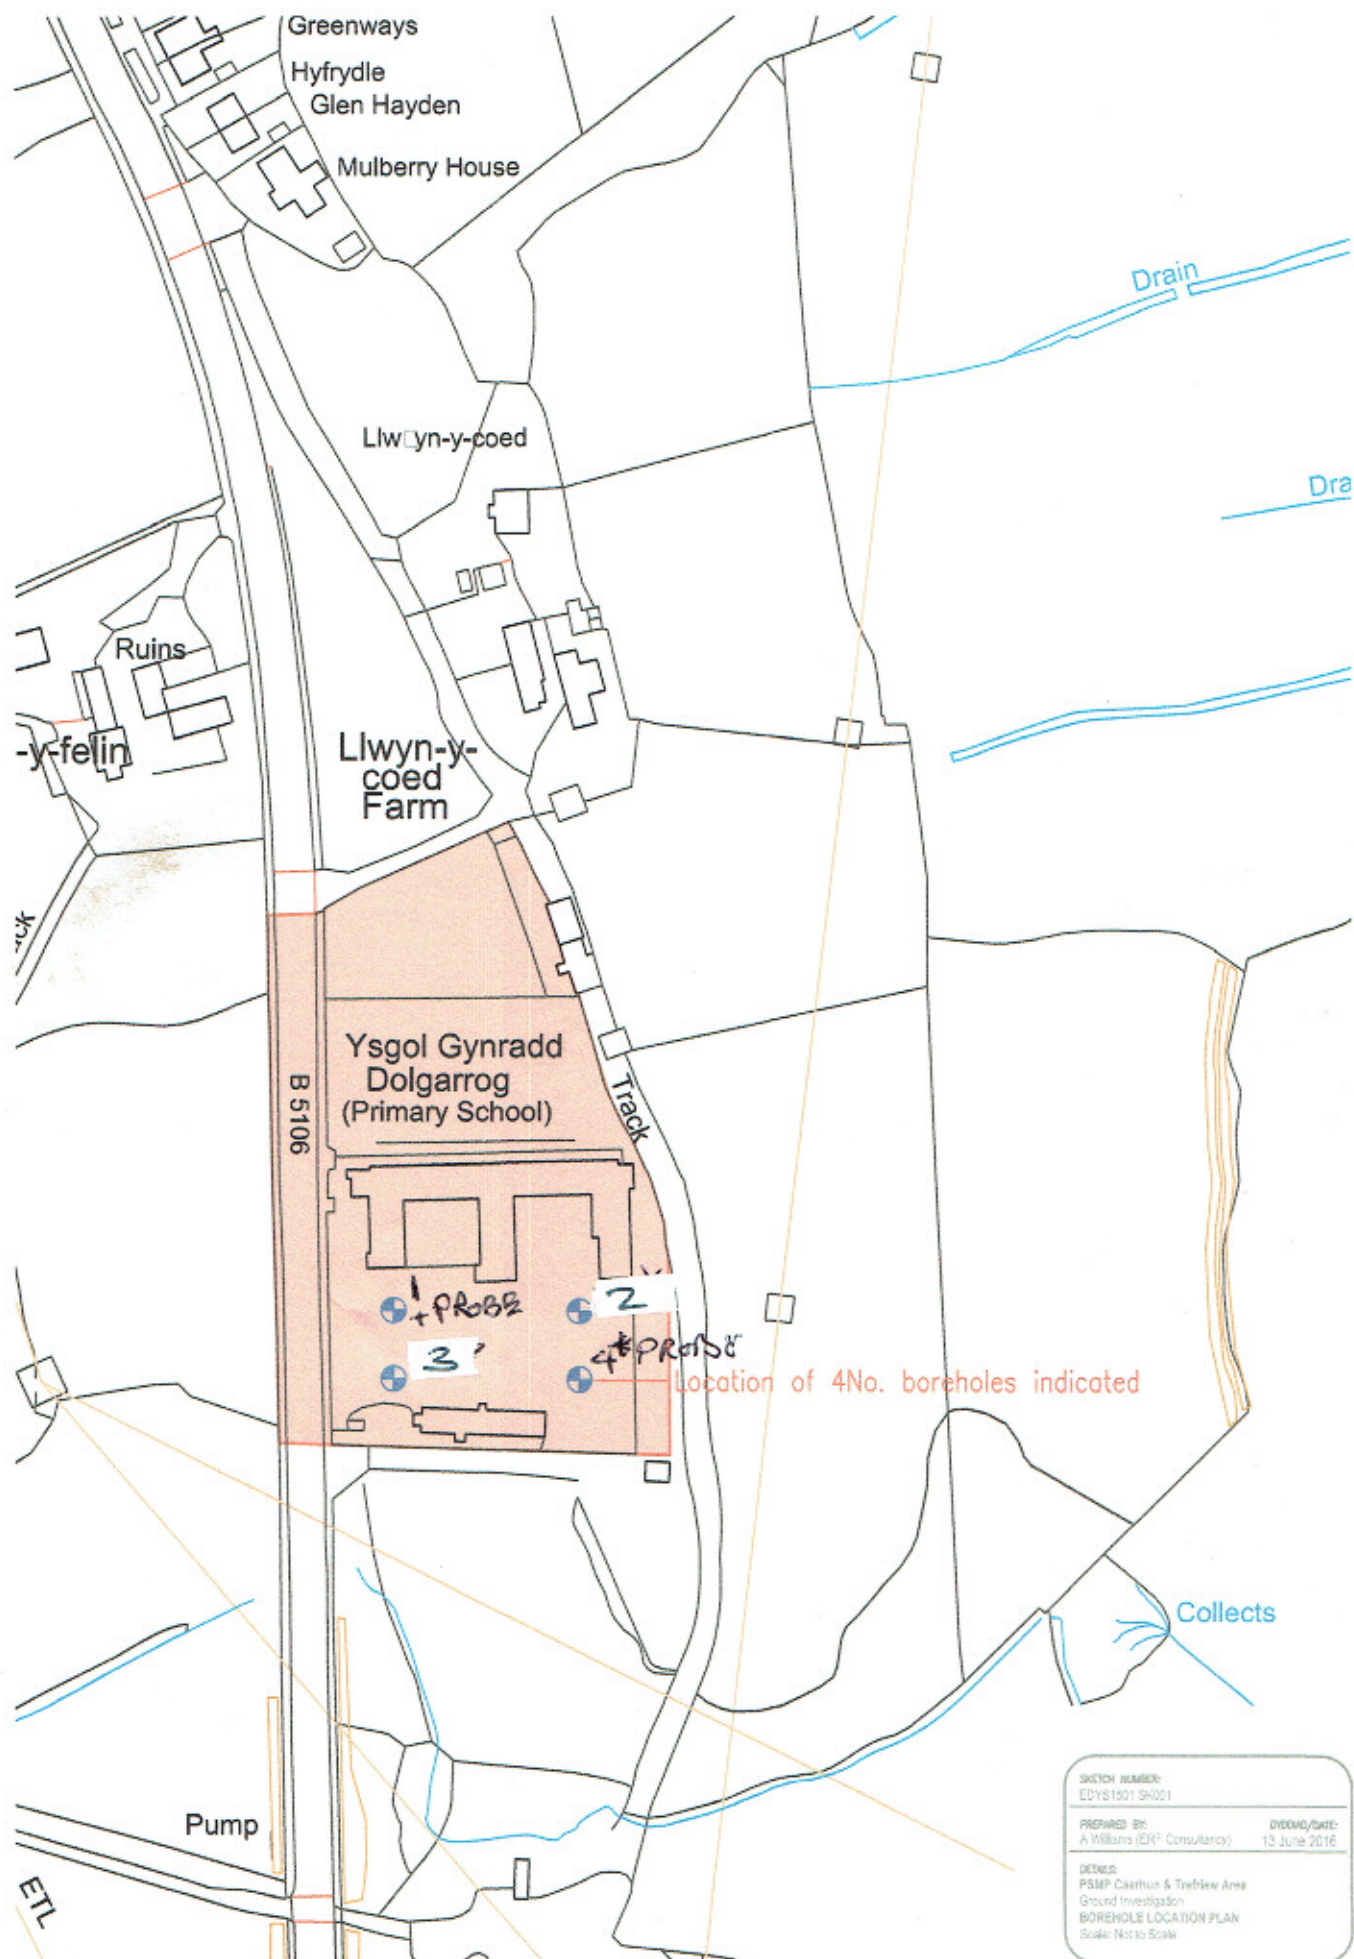 Greenways
Hyfrydle
Glen Hayden
Mulberry House
Drain
Llw□yn-y-coed
Dra
Ruins
-y-felin
Llwyn-y-
coed
Farm
Ysgol Gynradd
Dolgarrog
(Primary School)
B 5106
Track
1
+ PROBE
2
3
4* PROBE
Location of 4No. boreholes indicated
Collects
Pump
ETL
SKETCH NUMBER:
EDYS1601 SK001
PREPARED BY:
A Williams (ERF Consultancy)
DYDDIAD/DATE:
13 June 2016
DETAILS:
PSMP Caerhun & Trefriw Area
Ground Investigation
BOREHOLE LOCATION PLAN
Scale: Not to Scale